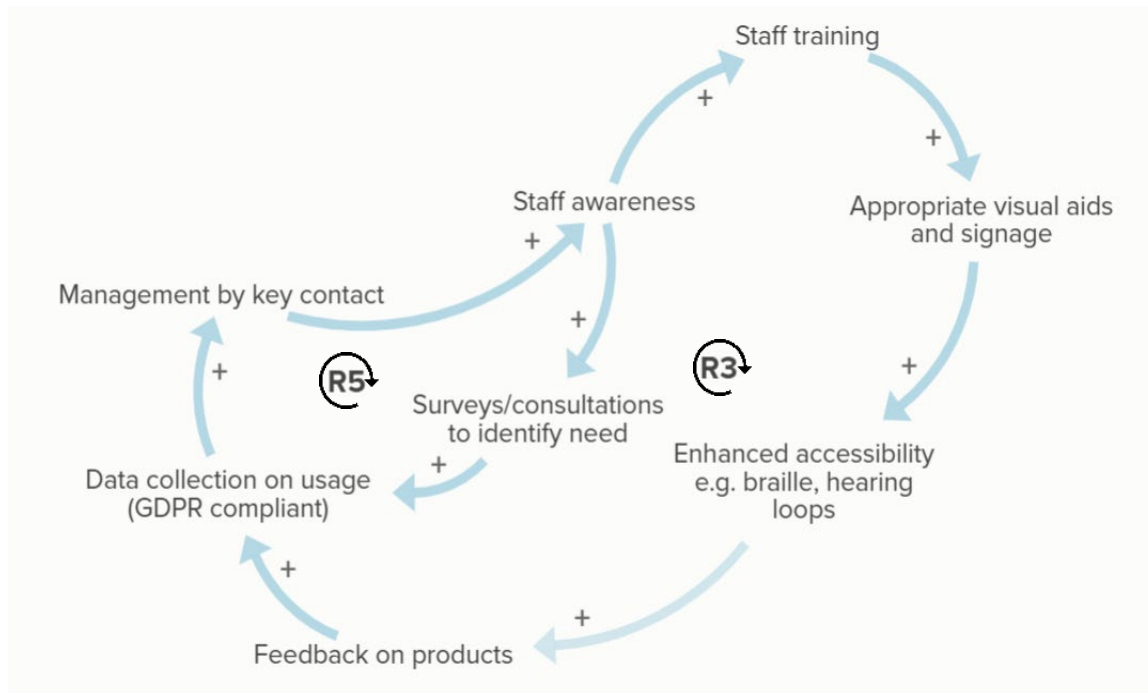 Staff training
+
+
Staff awareness
Appropriate visual aids
and signage
+
Management by key contact
+
+
+
R5
R3
Surveys/consultations
to identify need
Enhanced accessibility
e.g. braille, hearing
loops
+
Data collection on usage
(GDPR compliant)
+
+
Feedback on products